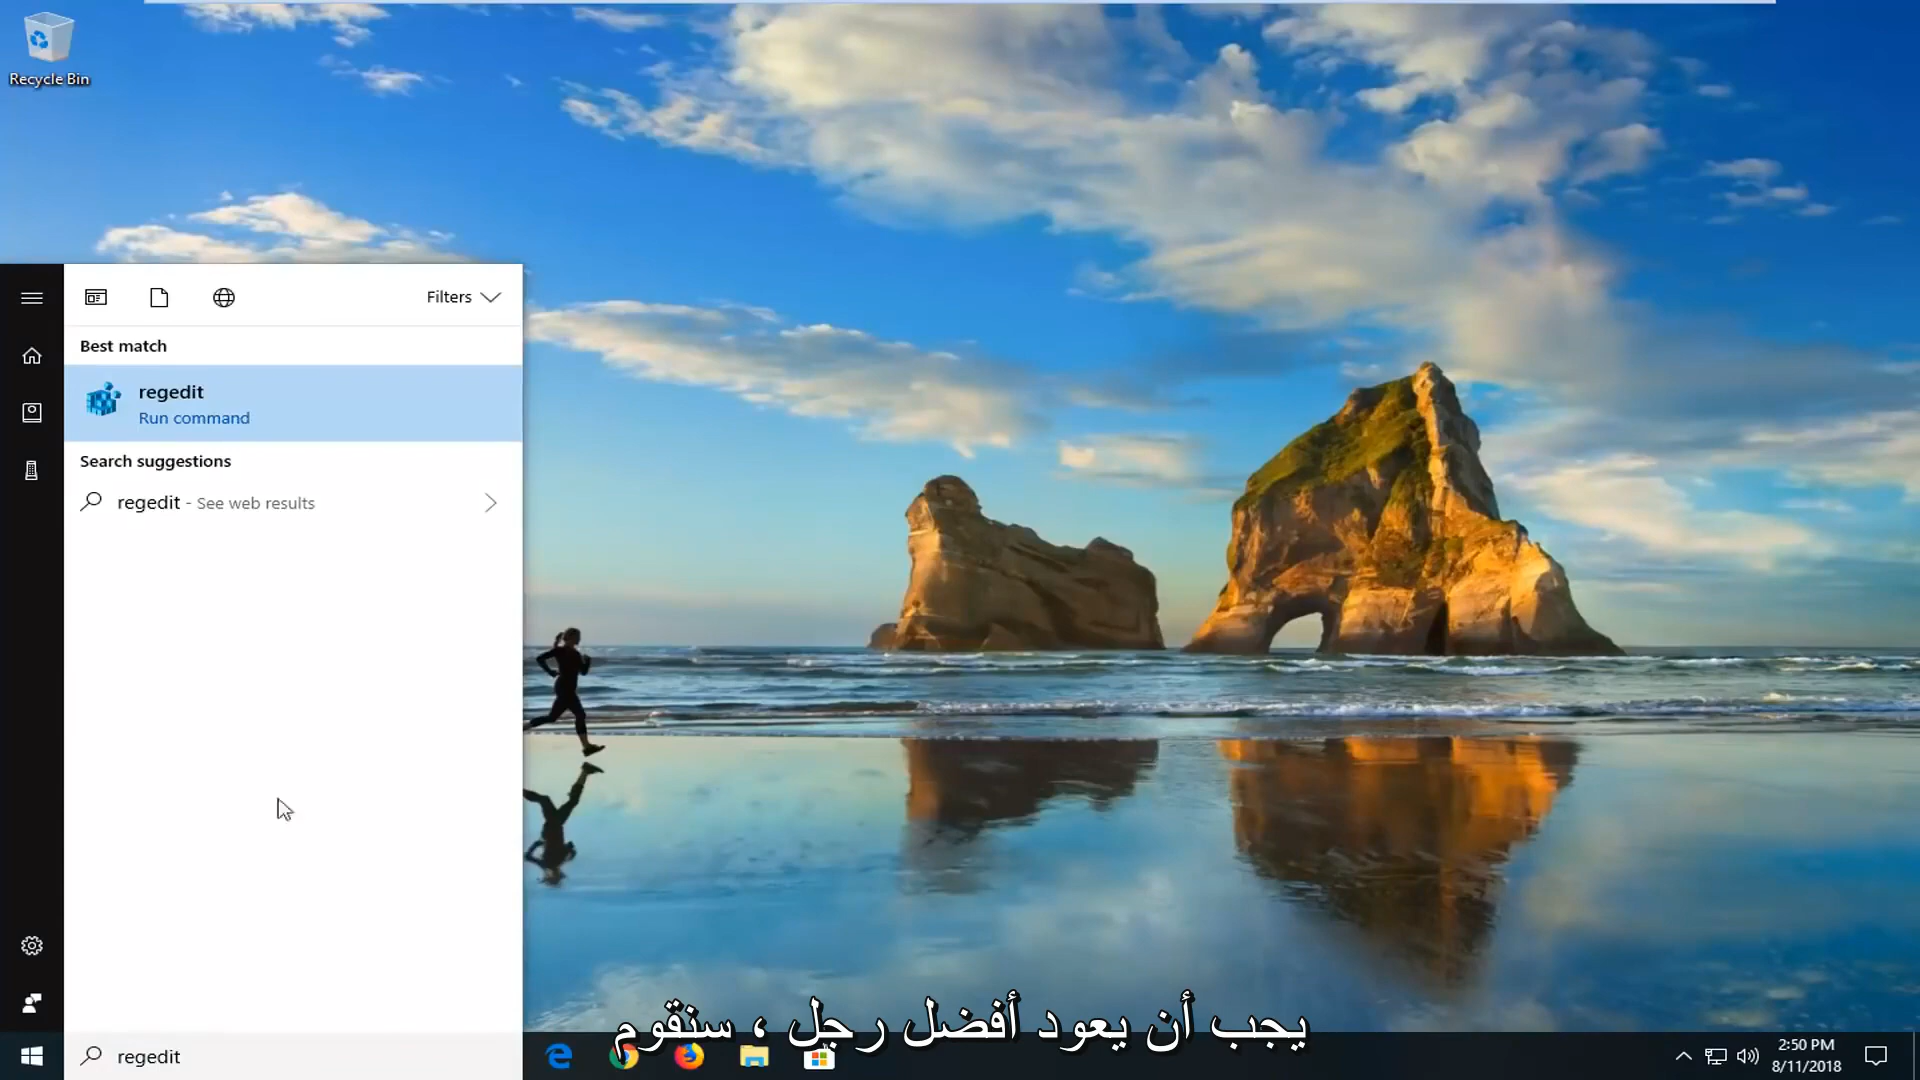 Recycle Bin
Filters
Best match
regedit
Run command
Search suggestions
regedit - See web results
يجب أن يعود أفضل رجل ، سنقوم
regedit
2:50 PM
8/11/2018